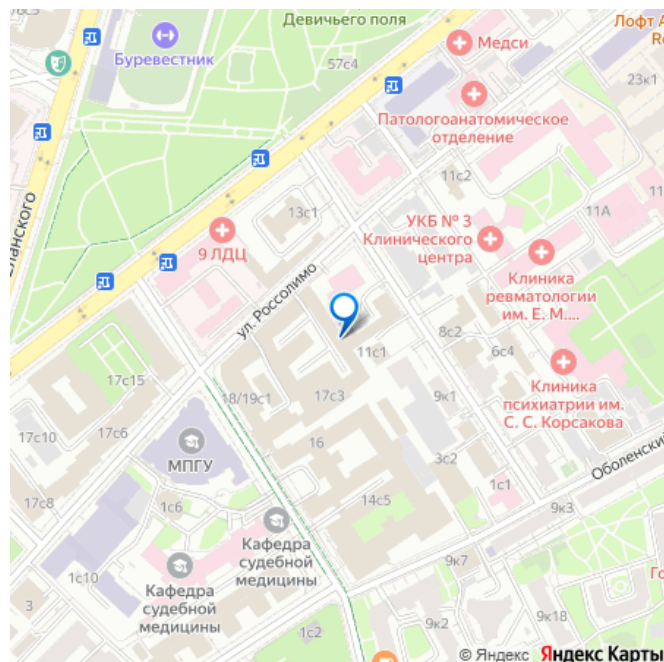 Девичьего поля
Лофт
Буревестник
57с4
Медси
23к1
Патологоанатомическое
отделение
11с2
Еланского
13с1
11А
УКБ № 3
Клинического
центра
9 ЛДЦ
ул. Россолимо
Клиника
ревматологии
им. Е. М....
8с2
11с1
6с4
17с15
18/19с1
17с3
9к1
Клиника
психиатрии им.
С. С. Корсакова
17с10
17с6
16
МПГУ
3с2
Оболенский
17с8
14с5
1с1
1с6
9к3
Кафедра
судебной
медицины
9к7
1с10
Кафедра
судебной
медицины
3
9к18
1с2
9к2
© Яндекс Яндекс Карты